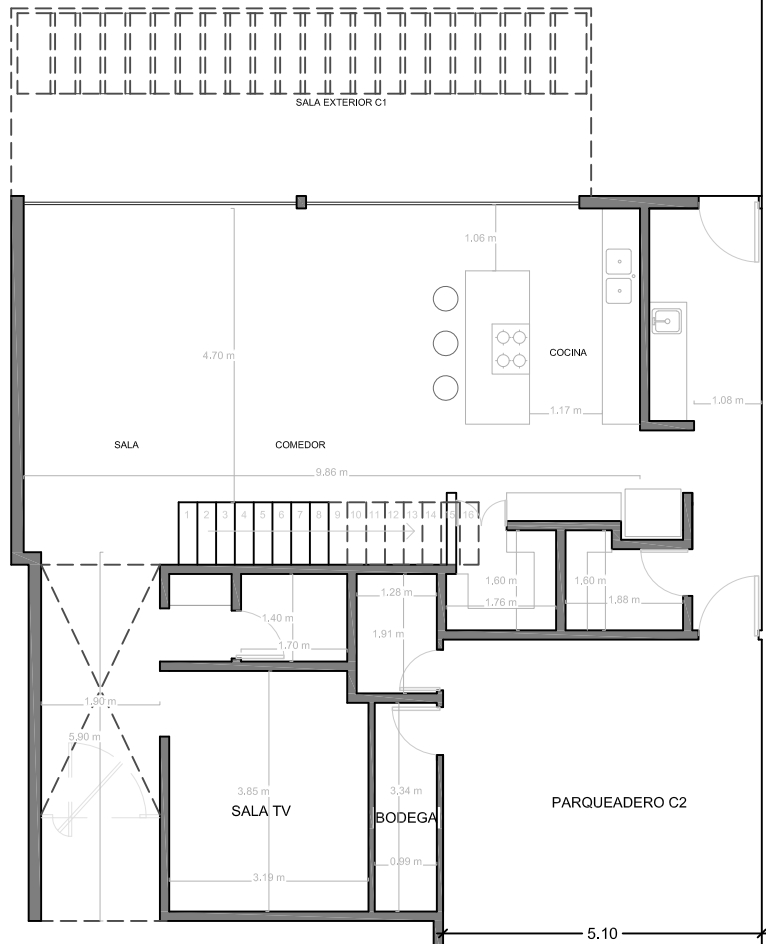 SALA EXTERIOR C1
1.06 m
4.70 m
COCINA
1.17 m
1.08 m
SALA
COMEDOR
9.86 m
1 2 3 4 5 6 7 8 9 10 11 12 13 14 15 16
1,60 m
1,60 m
1.28 m
1.76 m
1,88 m
1,40 m
1.91 m
1.70 m
1.90 m
5.90 m
3.85 m
3.34 m
SALA TV
BODEGA
PARQUEADERO C2
0.99 m
3.19 m
5.10